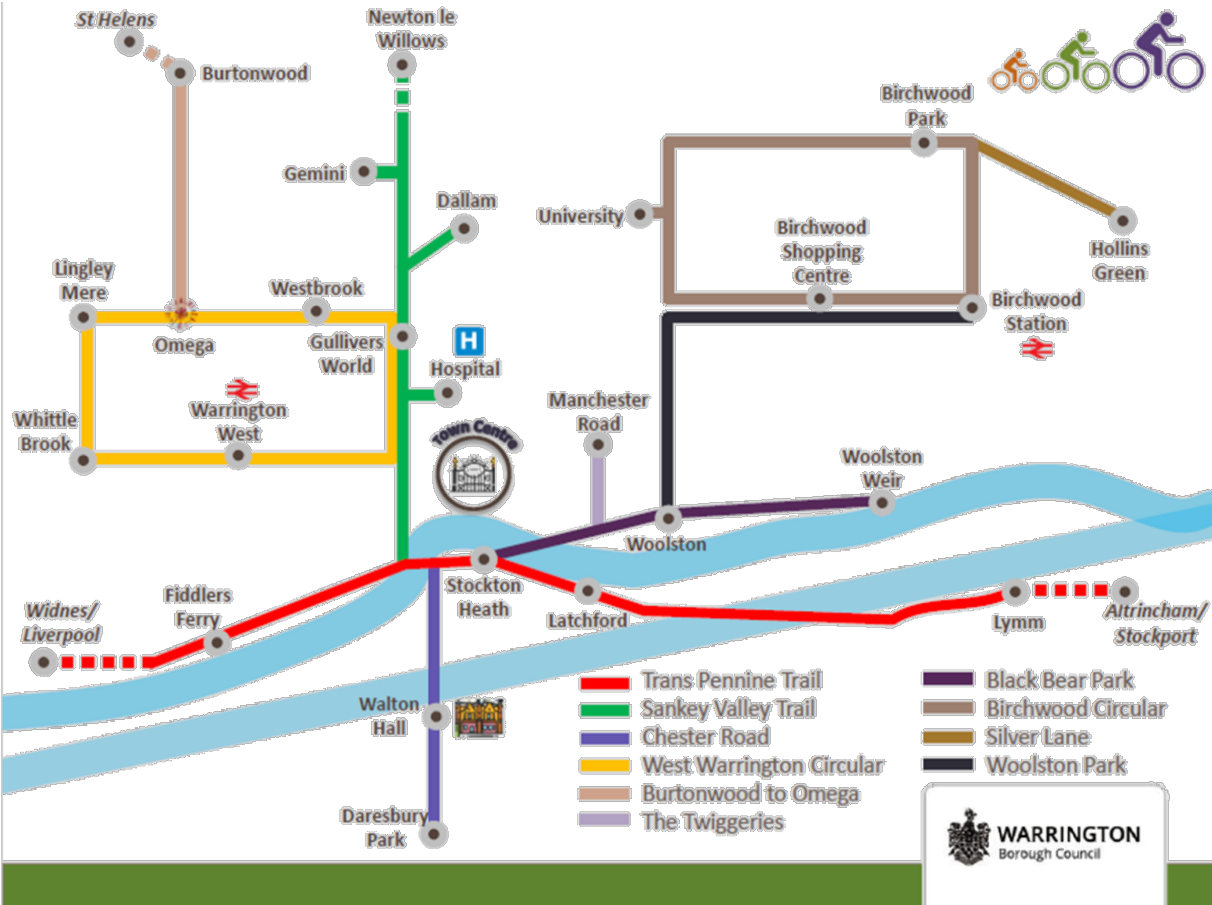 St Helens
Burtonwood
Newton le
Willows
Gemini
Dallam
Birchwood
Park
University
Birchwood
Shopping
Centre
Hollins
Green
Lingley
Mere
Westbrook
Omega
Gullivers
World
H
Hospital
Birchwood
Station
Whittle
Brook
Warrington
West
Manchester
Road
Town Centre
Woolston
Weir
Woolston
Widnes/
Liverpool
Fiddlers
Ferry
Stockton
Heath
Latchford
Lymm
Altrincham/
Stockport
Walton
Hall
Daresbury
Park
Trans Pennine Trail
Sankey Valley Trail
Chester Road
West Warrington Circular
Burtonwood to Omega
The Twiggeries
Black Bear Park
Birchwood Circular
Silver Lane
Woolston Park
WARRINGTON
Borough Council